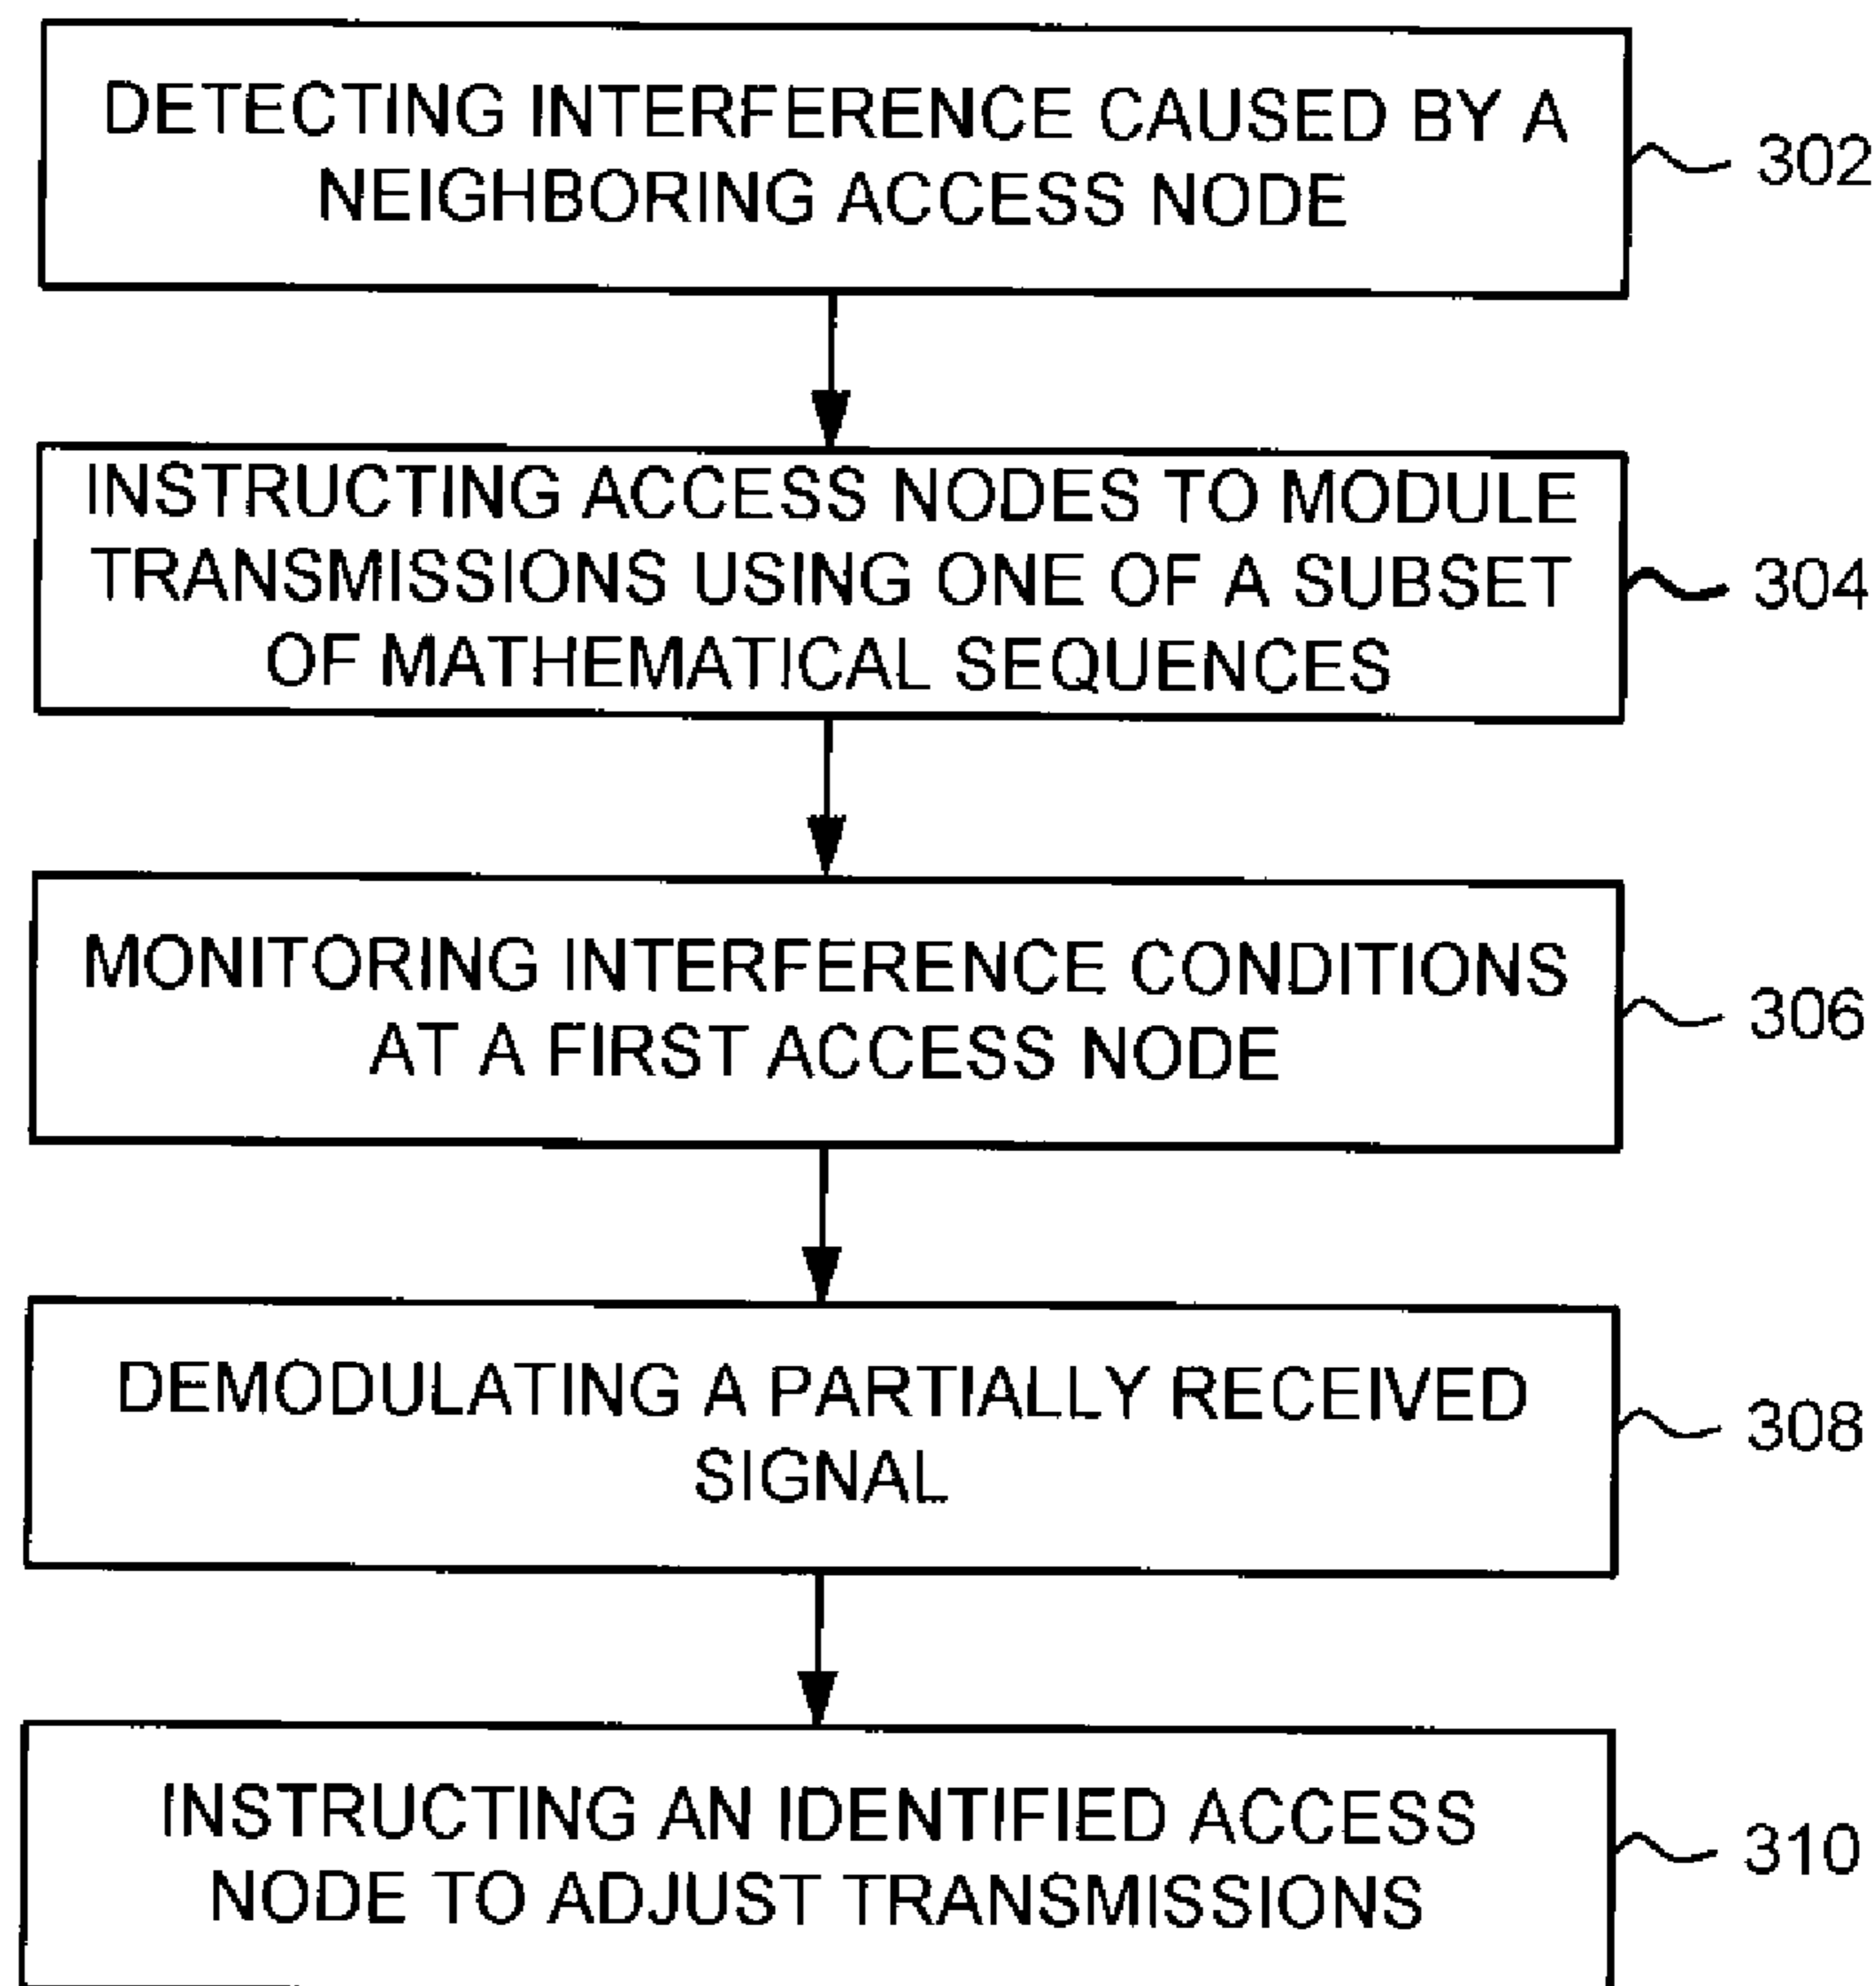 DETECTING INTERFERENCE CAUSED BY A
NEIGHBORING ACCESS NODE
302
INSTRUCTING ACCESS NODES TO MODULE
TRANSMISSIONS USING ONE OF A SUBSET
OF MATHEMATICAL SEQUENCES
304
MONITORING INTERFERENCE CONDITIONS
AT A FIRST ACCESS NODE
306
DEMODULATING A PARTIALLY RECEIVED
SIGNAL
308
INSTRUCTING AN IDENTIFIED ACCESS
NODE TO ADJUST TRANSMISSIONS
310